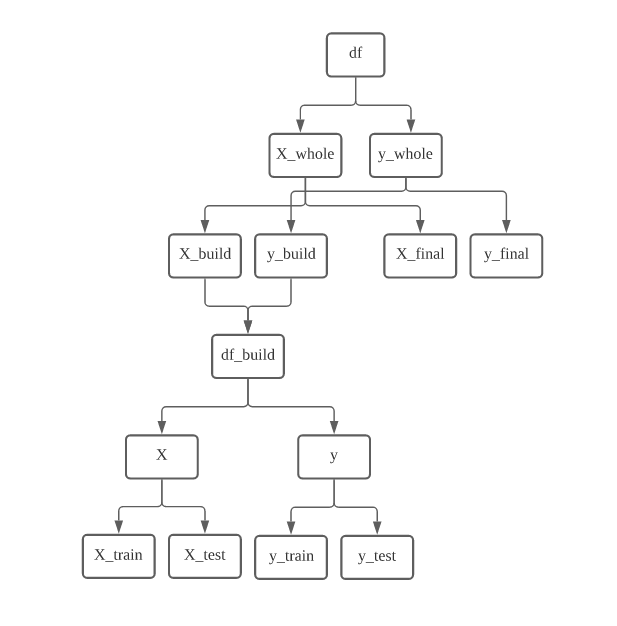 df
X_whole
y_whole
X_build
y_build
X_final
y_final
df_build
X
y
X_train
X_test
y_train
y_test